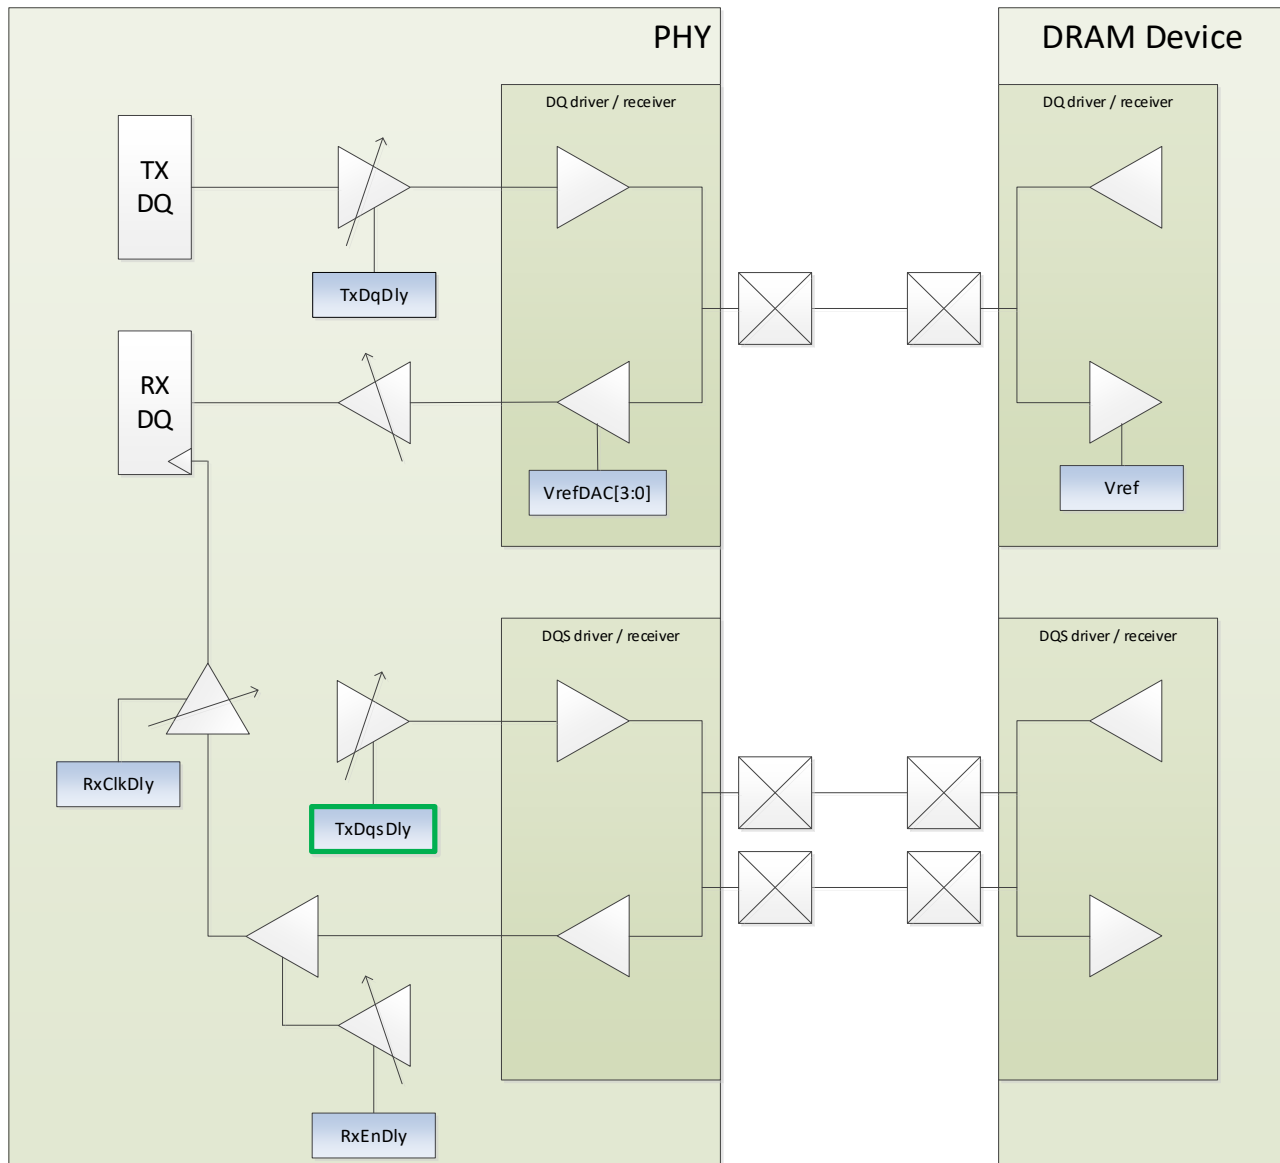 PHY
DRAM Device
DQ driver / receiver
DQ driver / receiver
TX
DQ
TxDqDly
RX
DQ
VrefDAC[3:0]
Vref
DQS driver / receiver
DQS driver / receiver
RxClkDly
TxDqsDly
RxEnDly